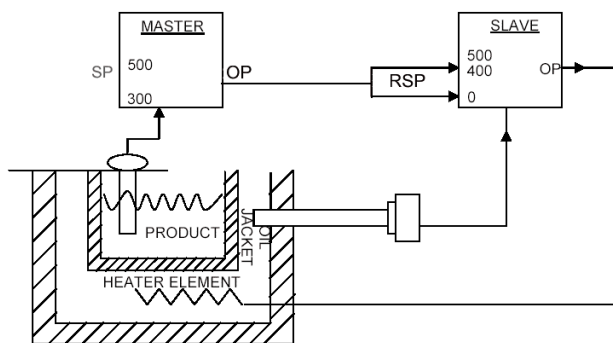 MASTER
SP
500
300
OP
RSP
SLAVE
500
400
0
OP
PRODUCT
OIL
JACKET
HEATER ELEMENT